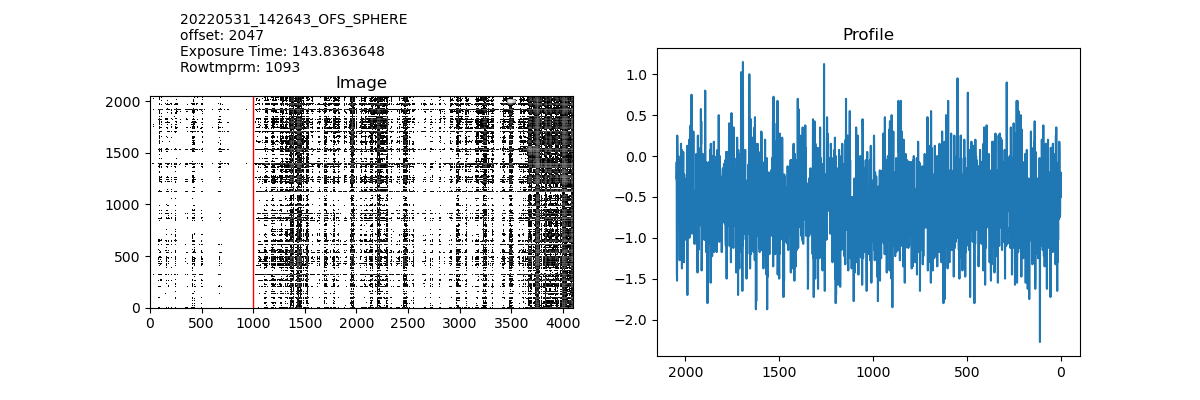 20220531_142643_OFS_SPHERE
offset: 2047
Exposure Time: 143.8363648
Rowtmprm: 1093
Image
2000
1500
1000
500
0
0 500 1000 1500 2000 2500 3000 3500 4000
Profile
1.0
0.5
0.0
−0.5
−1.0
−1.5
−2.0
2000 1500 1000 500 0